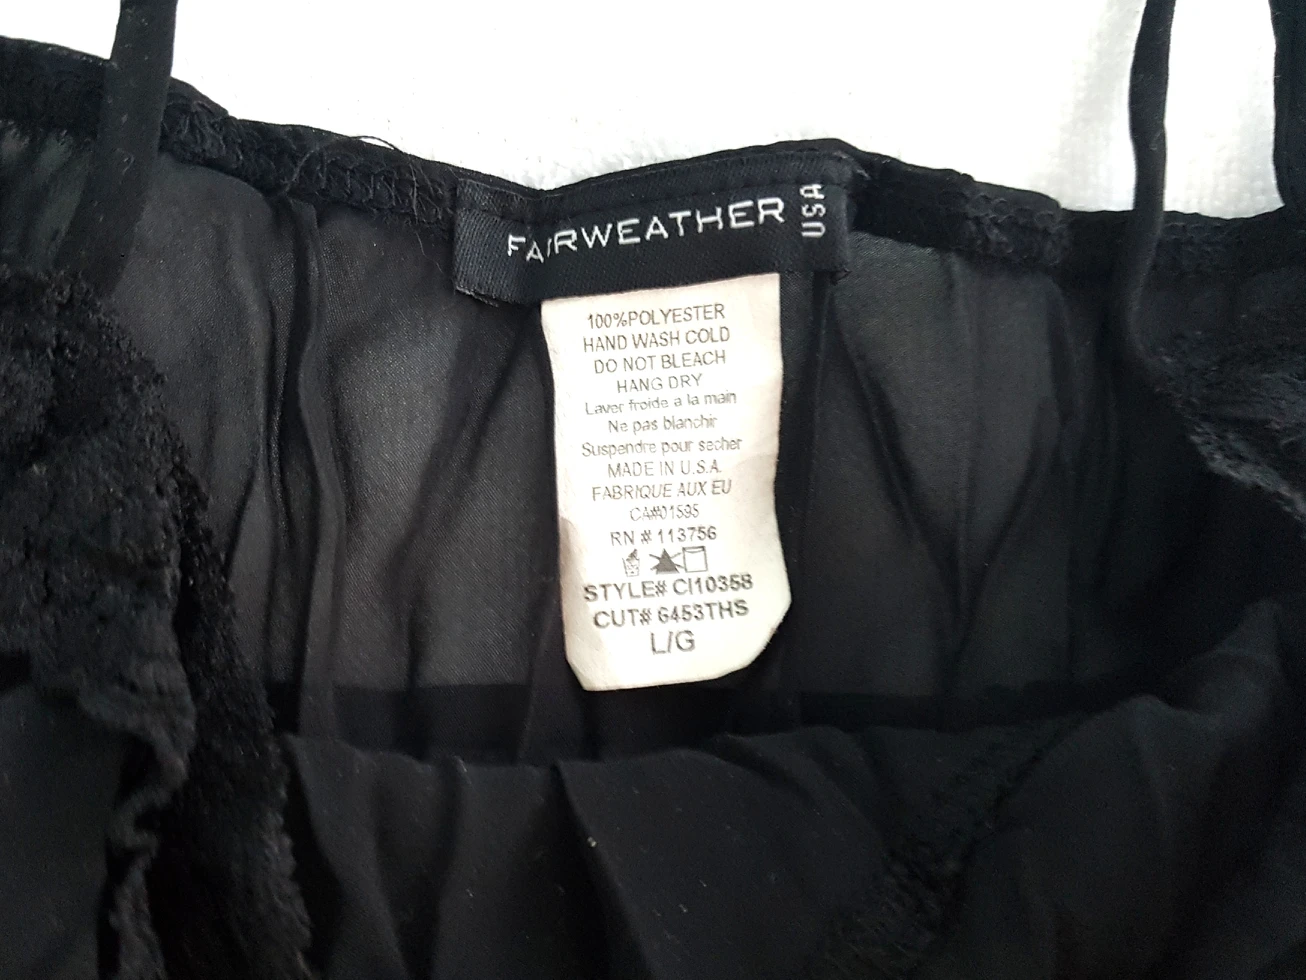 FAIRWEATHER
USA
100%POLYESTER
HAND WASH COLD
DO NOT BLEACH
HANG DRY
Laver froide a la main
Ne pas blanchir
Suspendre pour secher
MADE IN U.S.A.
FABRIQUE AUX EU
CA#01595
RN # 113756
STYLE# CI10358
CUT# 6453THS
L/G